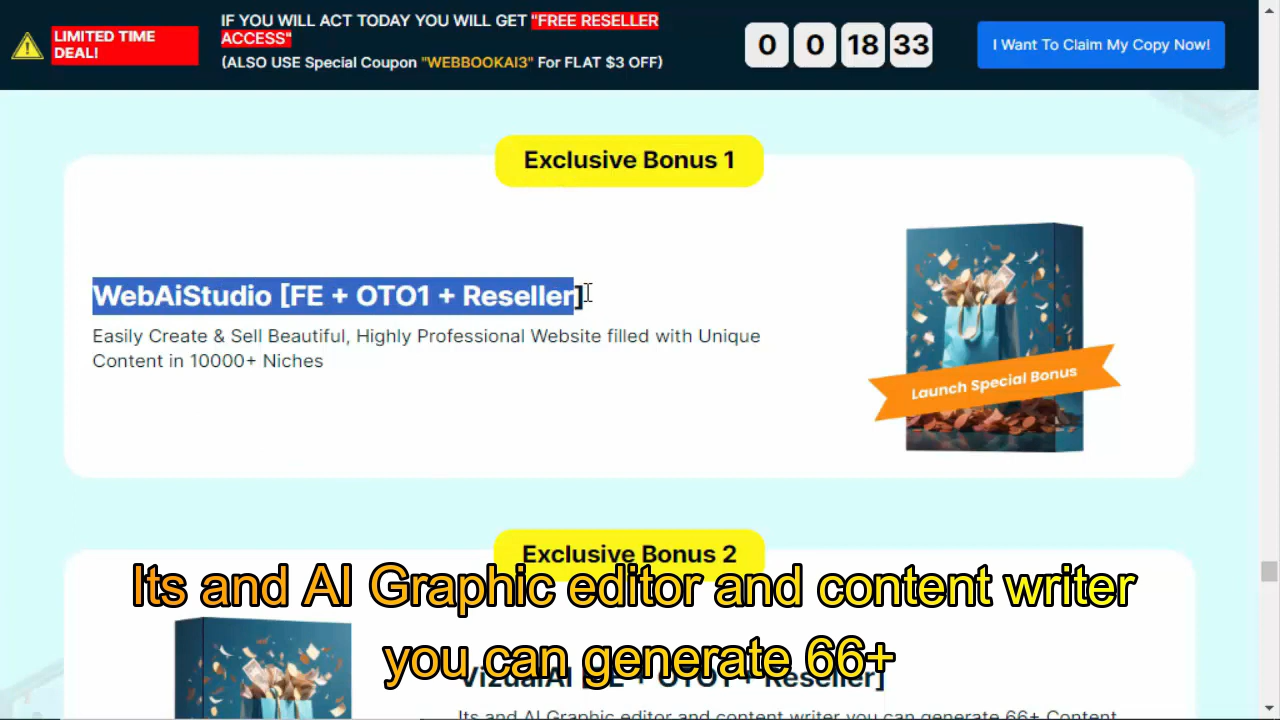 LIMITED TIME
DEAL!
IF YOU WILL ACT TODAY YOU WILL GET "FREE RESELLER
ACCESS"
(ALSO USE Special Coupon "WEBBOOKAI3" For FLAT $3 OFF)
0 0 18 33
I Want To Claim My Copy Now!
Exclusive Bonus 1
WebAiStudio [FE + OTO1 + Reseller]
Easily Create & Sell Beautiful, Highly Professional Website filled with Unique
Content in 10000+ Niches
Launch Special Bonus
Exclusive Bonus 2
Its and AI Graphic editor and content writer
you can generate 66+
VizualAI [FE + OTO1 + Reseller]
Its and AI Graphic editor and content writer you can generate 66+ Content